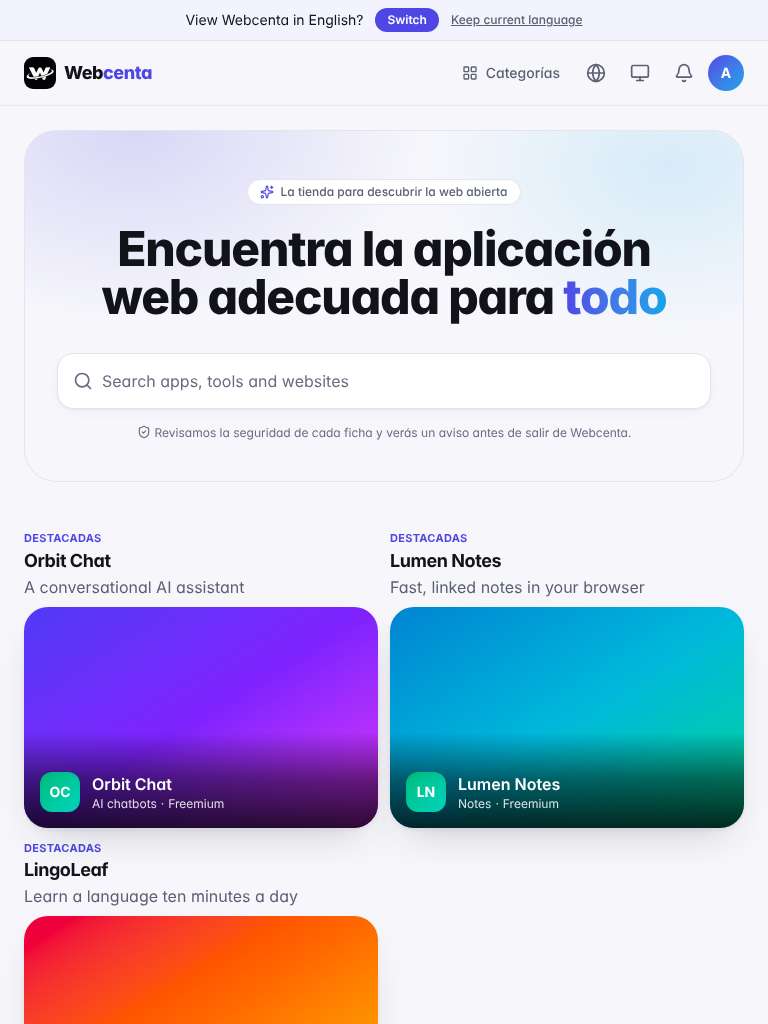 View Webcenta in English? Switch Keep current language
Webcenta Categorías A
La tienda para descubrir la web abierta
Encuentra la aplicación
web adecuada para todo
Search apps, tools and websites
Revisamos la seguridad de cada ficha y verás un aviso antes de salir de Webcenta.
DESTACADAS
Orbit Chat
A conversational AI assistant
OC
Orbit Chat
AI chatbots · Freemium
DESTACADAS
Lumen Notes
Fast, linked notes in your browser
LN
Lumen Notes
Notes · Freemium
DESTACADAS
LingoLeaf
Learn a language ten minutes a day